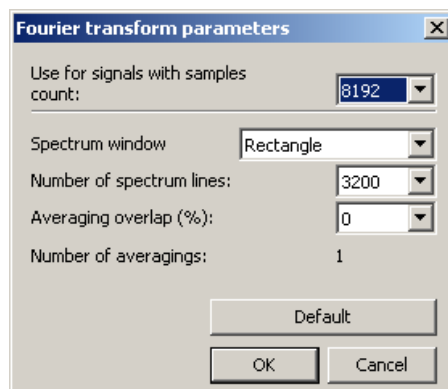 Fourier transform parameters
Use for signals with samples
count: 8192
Spectrum window Rectangle
Number of spectrum lines: 3200
Averaging overlap (%): 0
Number of averagings: 1
Default
OK Cancel